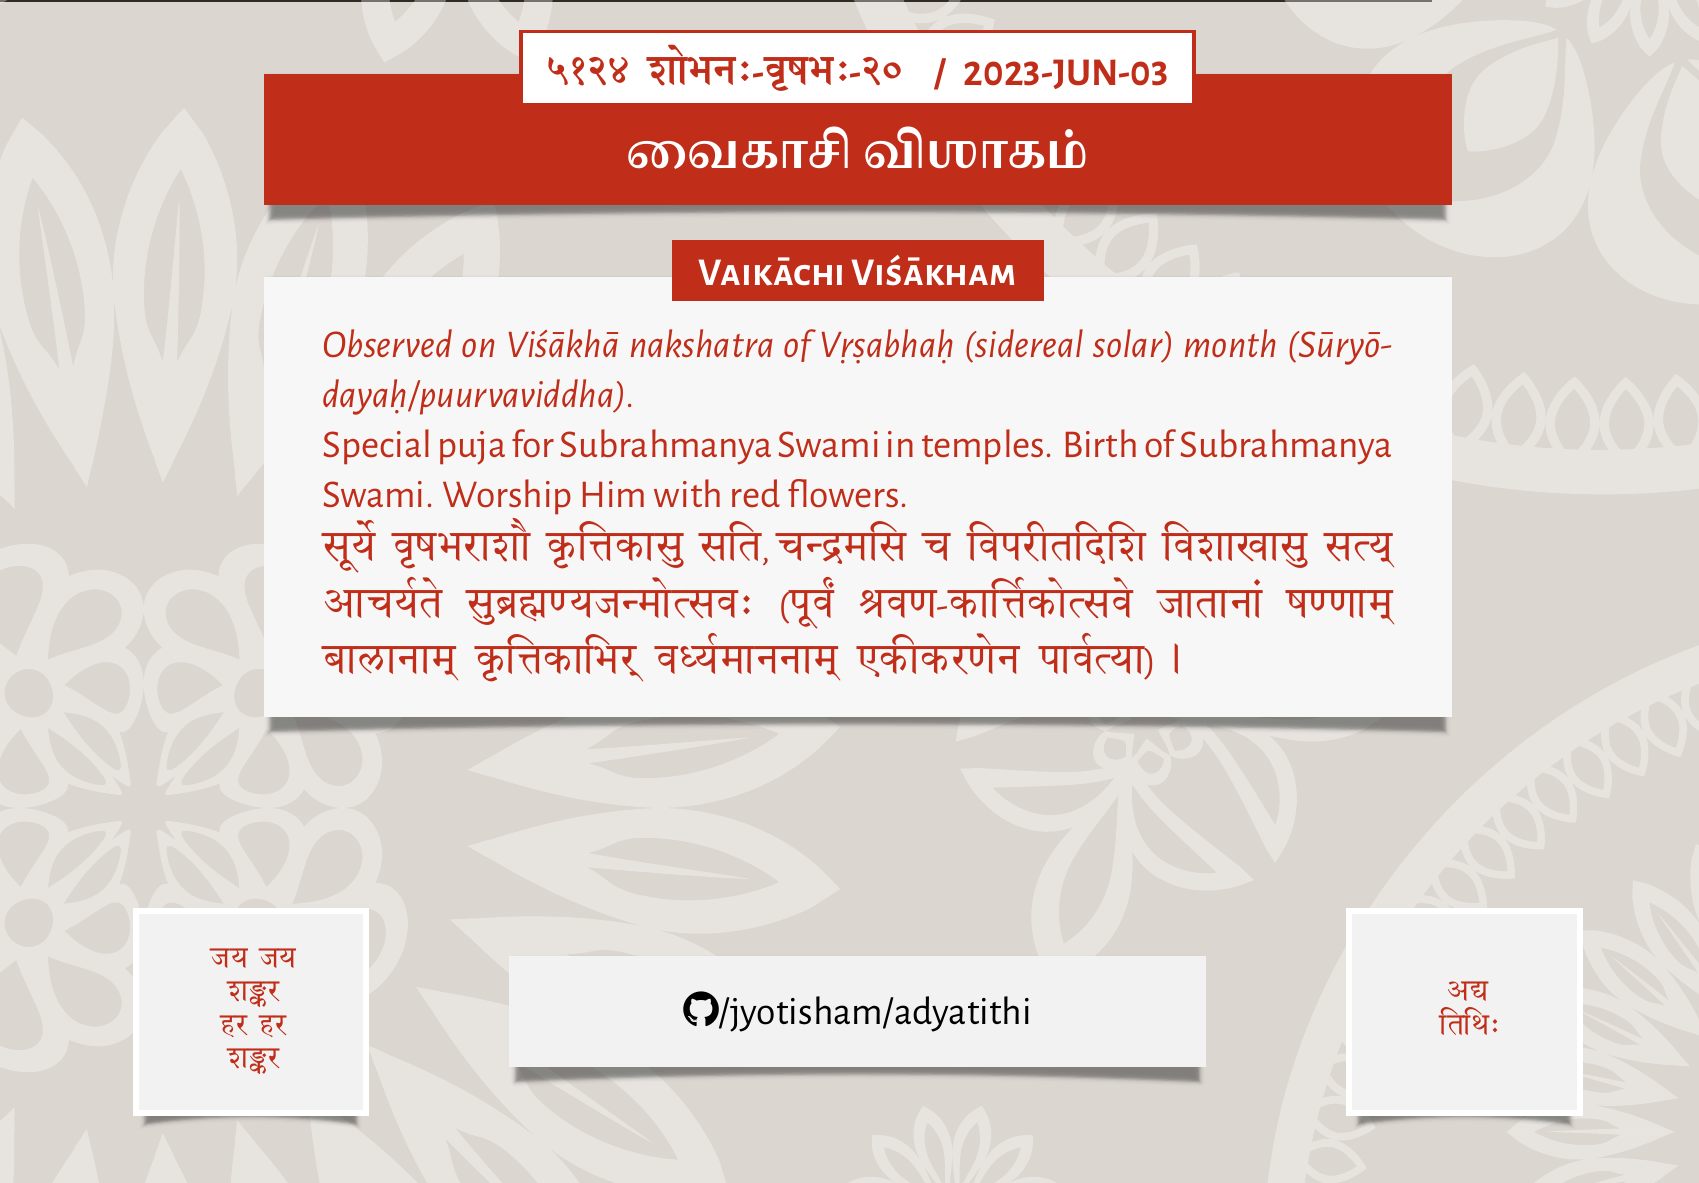 ५१२४ शोभनः-वृषभः-२० / 2023-JUN-03
வைகாசி விஶாகம்
Vaikāchi Viśākham
Observed on Viśākhā nakshatra of Vṛṣabhaḥ (sidereal solar) month (Sūryō-
dayaḥ/puurvaviddha).
Special puja for Subrahmanya Swami in temples. Birth of Subrahmanya
Swami. Worship Him with red flowers.
सूर्ये वृषभराशौ कृत्तिकासु सति, चन्द्रमसि च विपरीतदिशि विशाखासु सत्य्
आचर्यते सुब्रह्मण्यजन्मोत्सवः (पूर्वं श्रवण-कार्त्तिकोत्सवे जातानां षण्णाम्
बालानाम् कृत्तिकाभिर् वर्ध्यमाननाम् एकीकरणेन पार्वत्या) ।
जय जय
शङ्कर
हर हर
शङ्कर
/jyotisham/adyatithi
अद्य
तिथिः